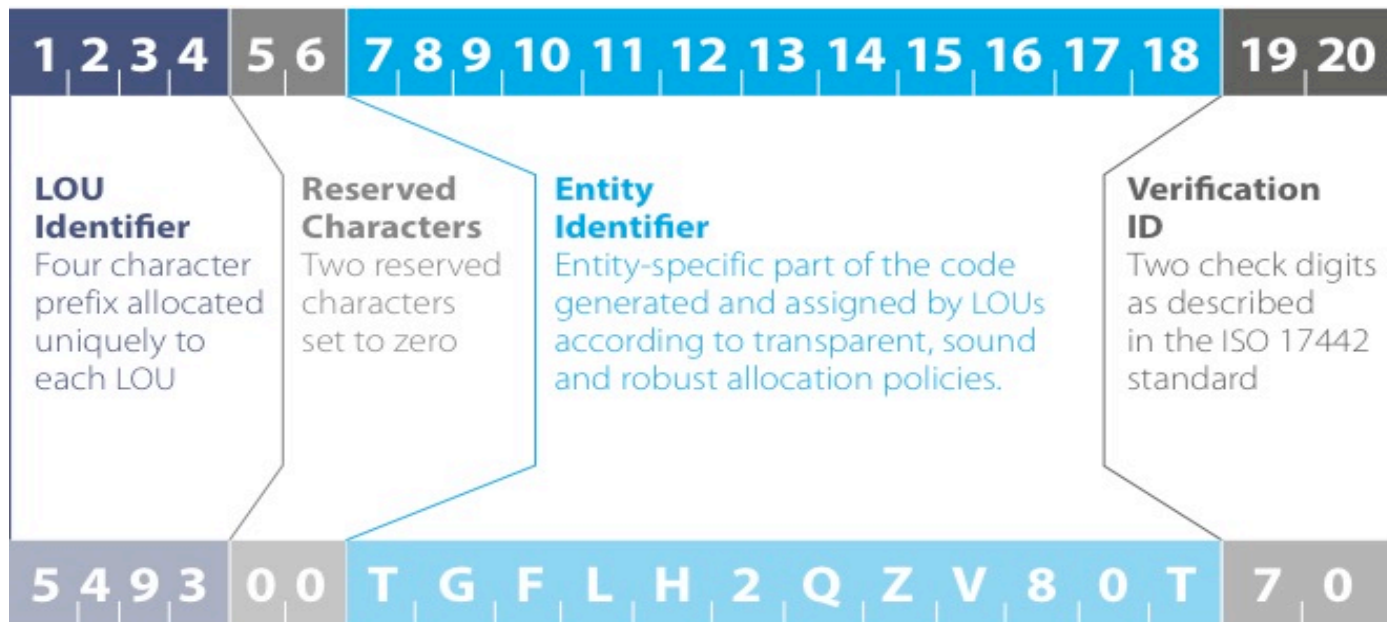 1 2 3 4 5 6 7 8 9 10 11 12 13 14 15 16 17 18 19 20
LOU
Identifier
Four character
prefix allocated
uniquely to
each LOU
Reserved
Characters
Two reserved
characters
set to zero
Entity
Identifier
Entity-specific part of the code
generated and assigned by LOUs
according to transparent, sound
and robust allocation policies.
Verification
ID
Two check digits
as described
in the ISO 17442
standard
5 4 9 3 0 0 T G F L H 2 Q Z V 8 0 T 7 0